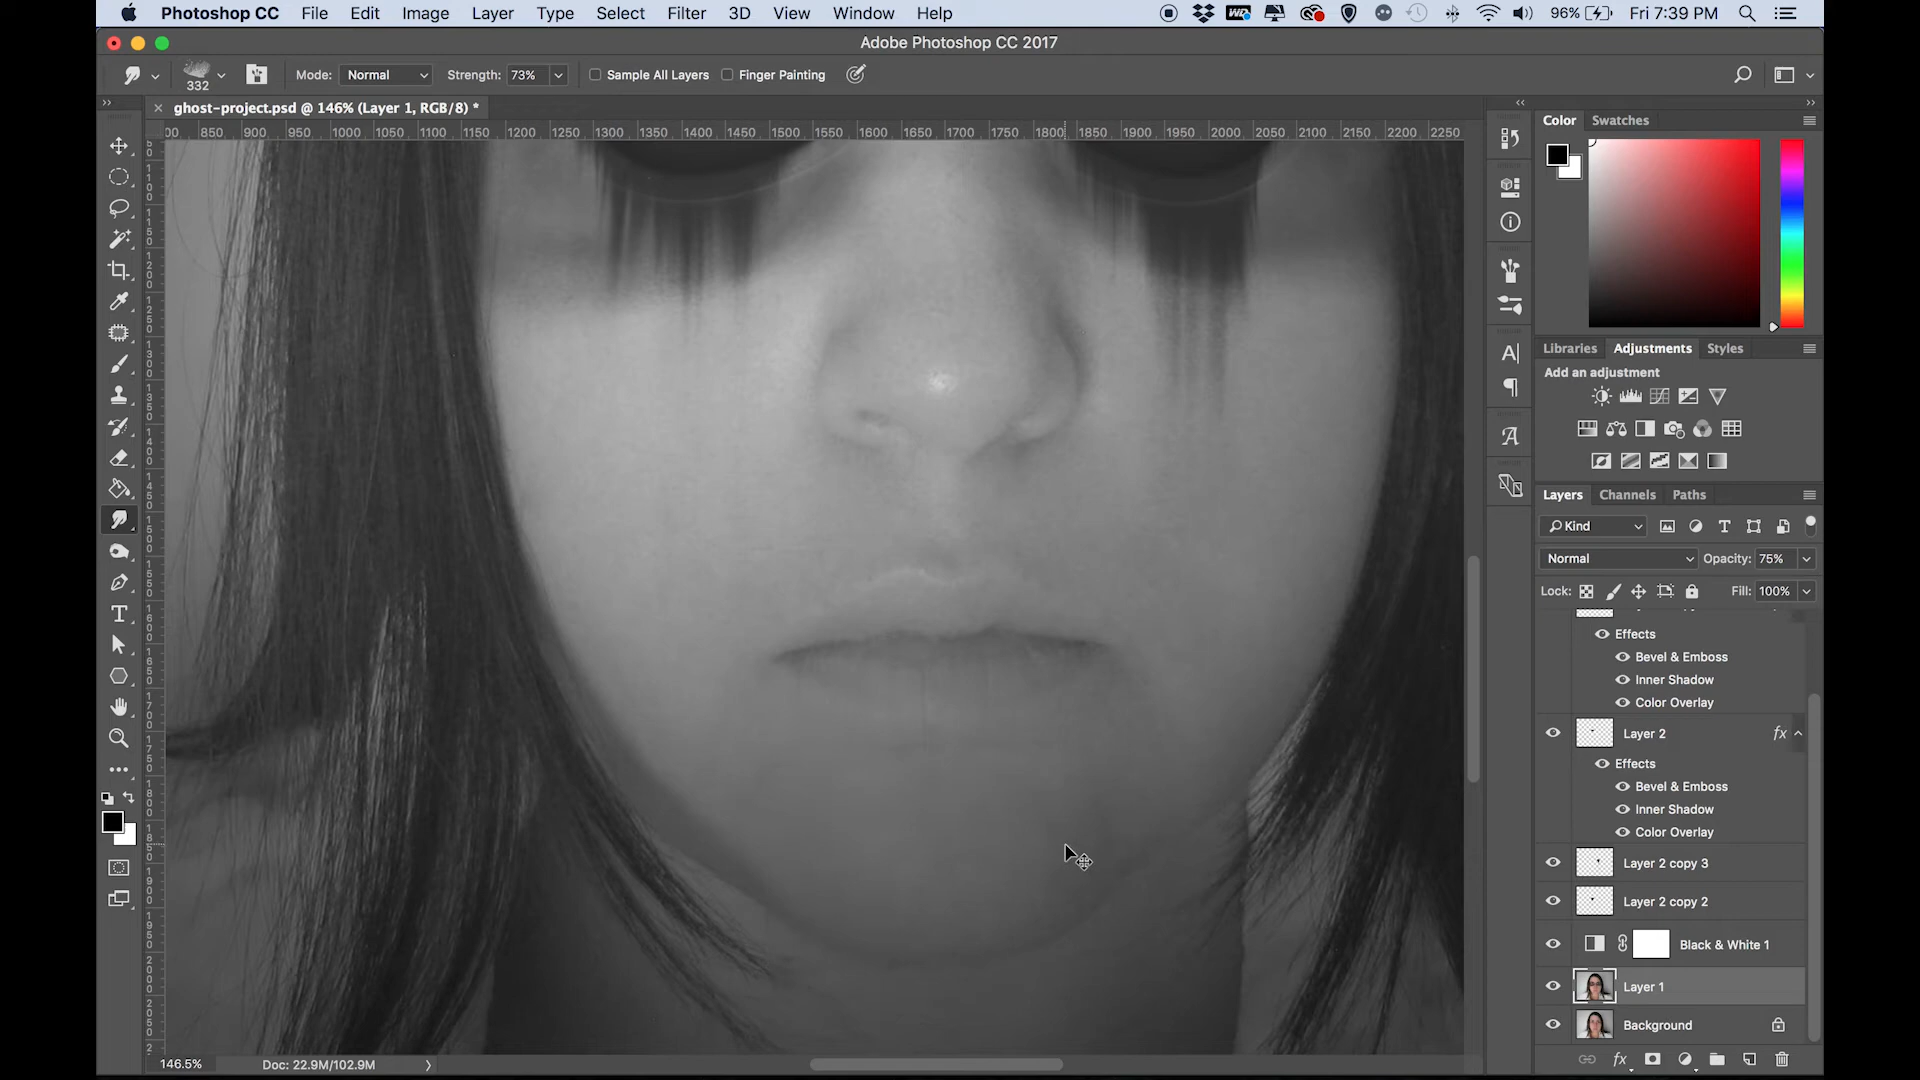 Photoshop CC File Edit Image Layer Type Select Filter 3D View Window Help 96% Fri 7:39 PM
Adobe Photoshop CC 2017
332 Mode: Normal Strength: 73% Sample All Layers Finger Painting
ghost-project.psd @ 146% (Layer 1, RGB/8) *
850 900 950 1000 1050 1100 1150 1200 1250 1300 1350 1400 1450 1500 1550 1600 1650 1700 1750 1800 1850 1900 1950 2000 2050 2100 2150 2200 2250
Color Swatches
Libraries Adjustments Styles
Add an adjustment
Layers Channels Paths
Kind
Normal Opacity: 75%
Lock: Fill: 100%
Effects
Bevel & Emboss
Inner Shadow
Color Overlay
Layer 2 fx
Effects
Bevel & Emboss
Inner Shadow
Color Overlay
Layer 2 copy 3
Layer 2 copy 2
Black & White 1
Layer 1
Background
146.5% Doc: 22.9M/102.9M